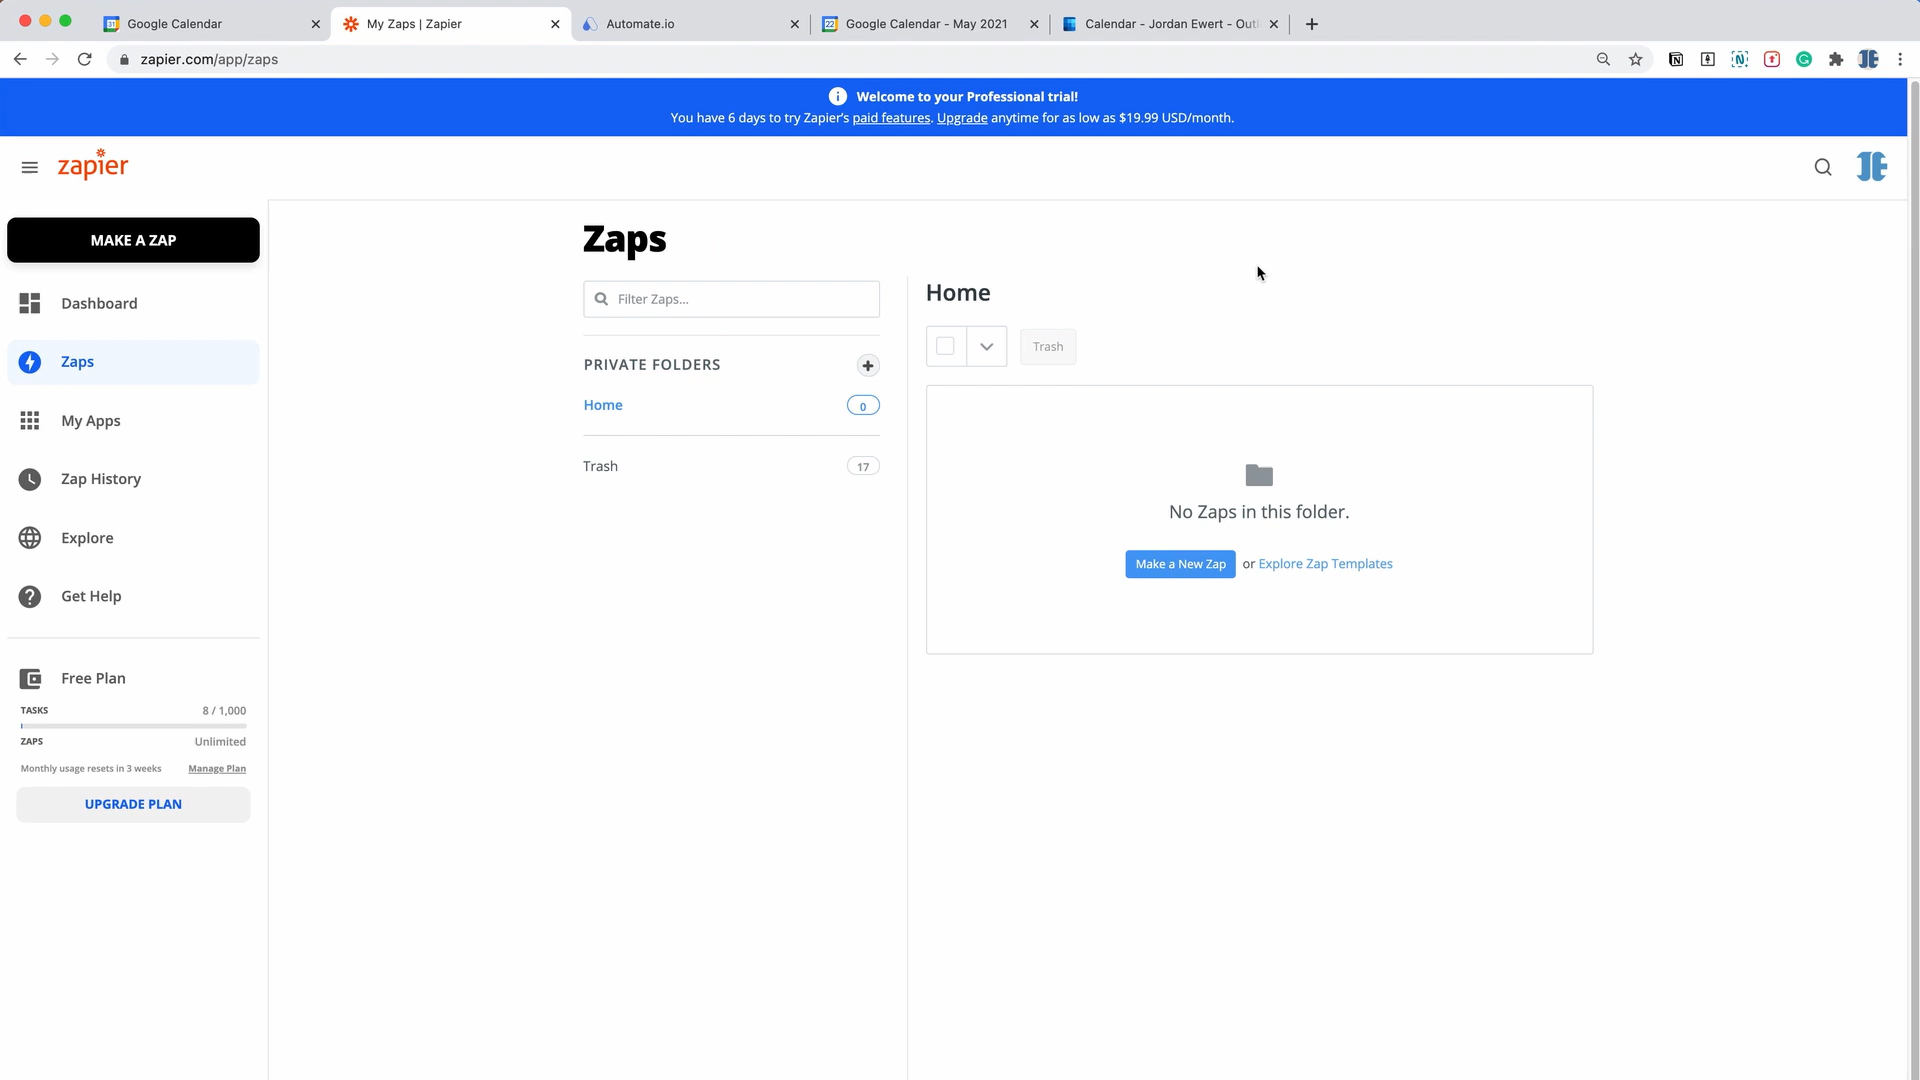 Google Calendar
My Zaps | Zapier
Automate.io
Google Calendar - May 2021
Calendar - Jordan Ewert - Out
zapier.com/app/zaps
Welcome to your Professional trial!
You have 6 days to try Zapier's paid features. Upgrade anytime for as low as $19.99 USD/month.
zapier
MAKE A ZAP
Dashboard
Zaps
My Apps
Zap History
Explore
Get Help
Free Plan
TASKS 8 / 1,000
ZAPS Unlimited
Monthly usage resets in 3 weeks Manage Plan
UPGRADE PLAN
Zaps
Filter Zaps...
PRIVATE FOLDERS
Home 0
Trash 17
Home
Trash
No Zaps in this folder.
Make a New Zap or Explore Zap Templates